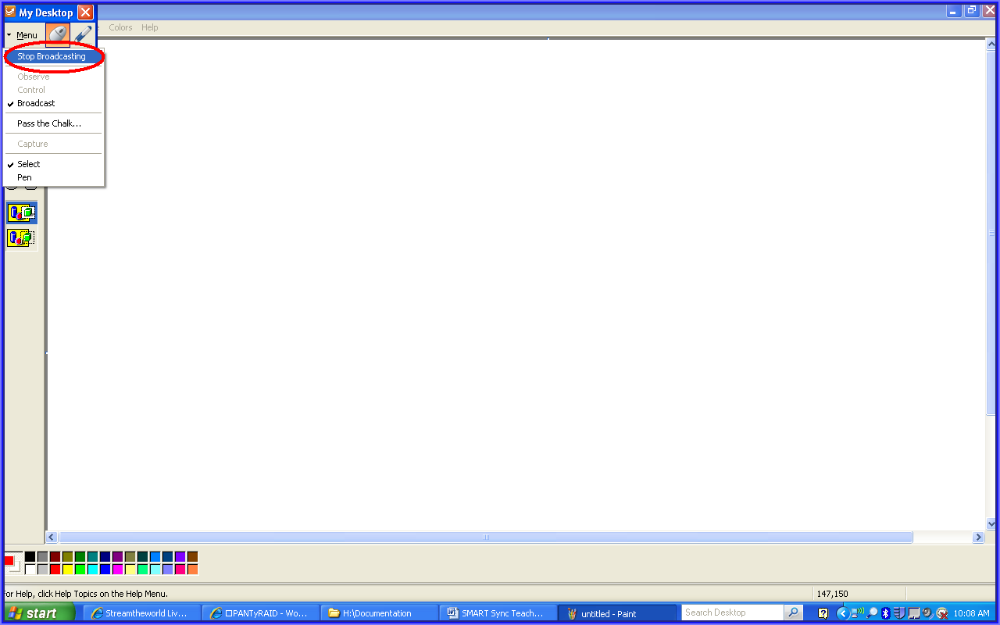 My Desktop
Menu
Colors Help
Stop Broadcasting
Observe
Control
Broadcast
Pass the Chalk...
Capture
Select
Pen
For Help, click Help Topics on the Help Menu.
147,150
start
Streamtheworld Liv...
□PANTyRAID - Wo...
H:\Documentation
SMART Sync Teach...
untitled - Paint
Search Desktop
10:08 AM